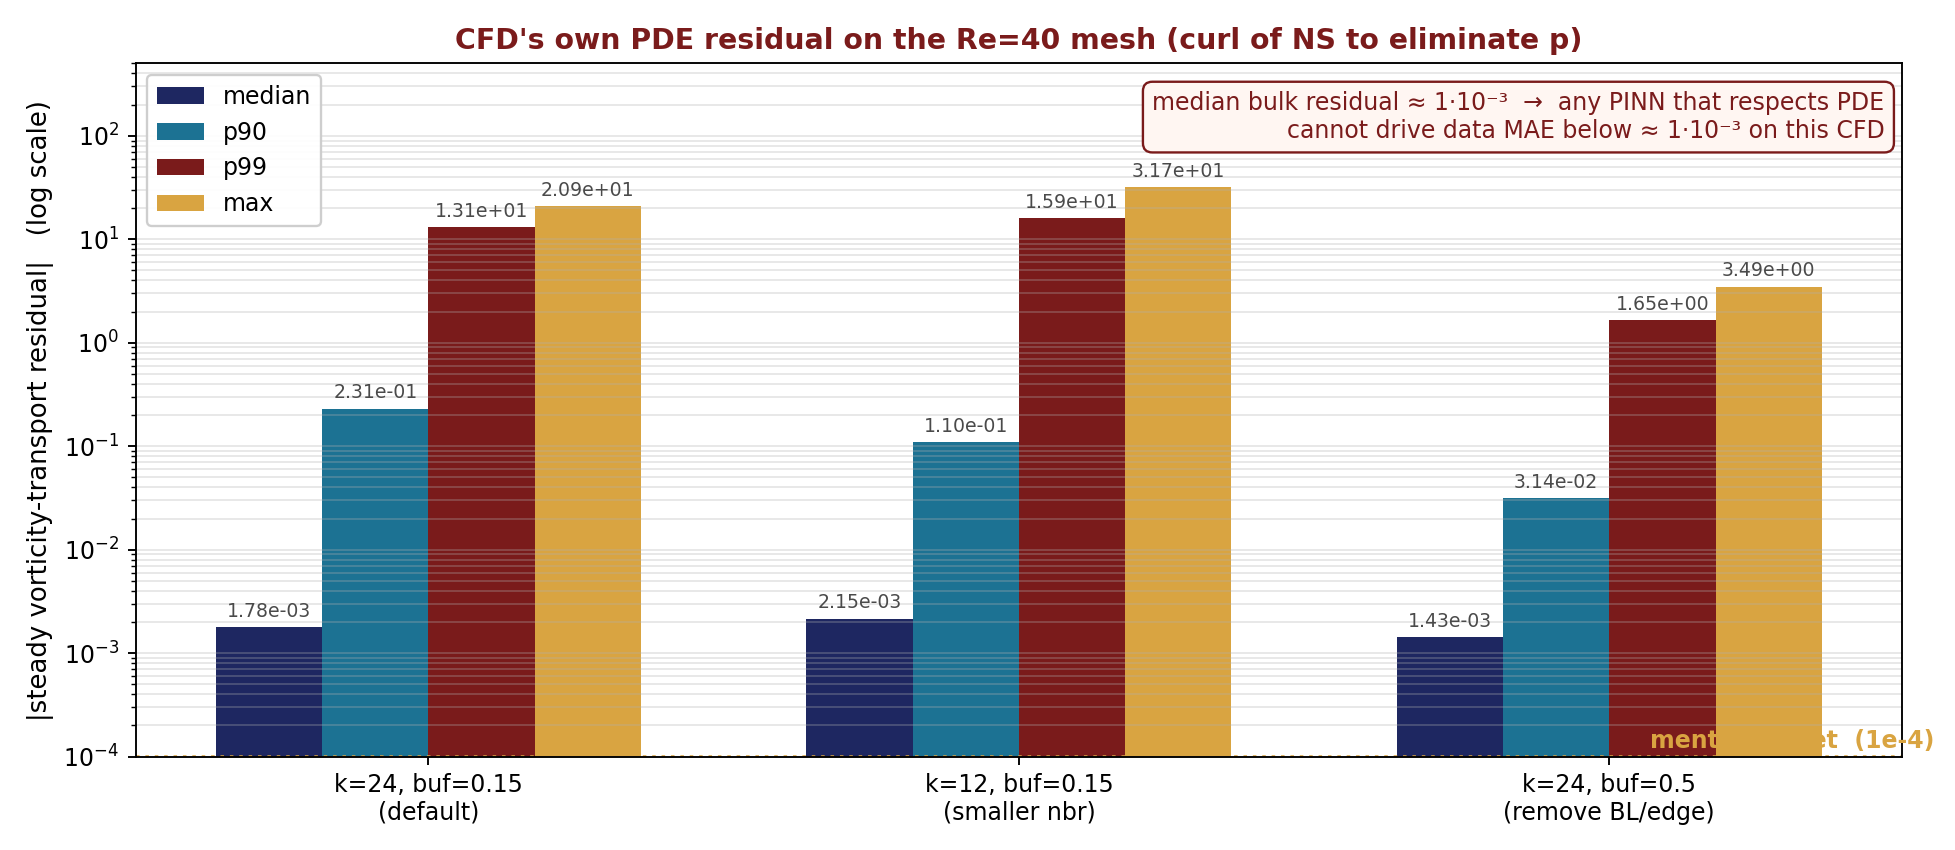 CFD's own PDE residual on the Re=40 mesh (curl of NS to eliminate p)
|steady vorticity-transport residual|    (log scale)
10²
10¹
10⁰
10⁻¹
10⁻²
10⁻³
10⁻⁴
median
p90
p99
max
median bulk residual ≈ 1·10⁻³ → any PINN that respects PDE
cannot drive data MAE below ≈ 1·10⁻³ on this CFD
1.78e-03
2.31e-01
1.31e+01
2.09e+01
2.15e-03
1.10e-01
1.59e+01
3.17e+01
1.43e-03
3.14e-02
1.65e+00
3.49e+00
(1e-4)
k=24, buf=0.15
(default)
k=12, buf=0.15
(smaller nbr)
k=24, buf=0.5
(remove BL/edge)